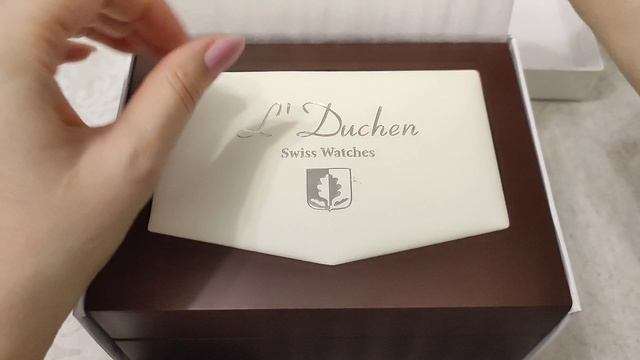 L' Duchen
Swiss Watches